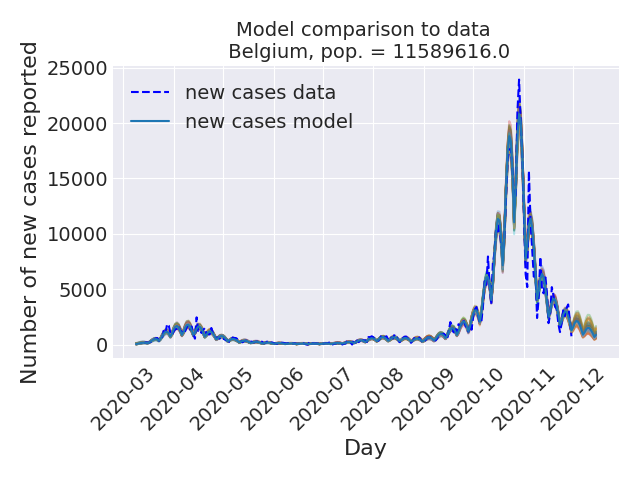 Model comparison to data
Belgium, pop. = 11589616.0
Number of new cases reported
25000
20000
15000
10000
5000
0
new cases data
new cases model
2020-03
2020-04
2020-05
2020-06
2020-07
2020-08
2020-09
2020-10
2020-11
2020-12
Day